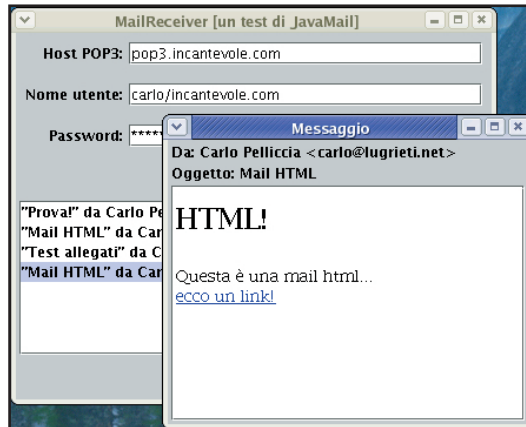 MailReceiver [un test di JavaMail]
Host POP3: pop3.incantevole.com
Nome utente: carlo/incantevole.com
Password: *****
Messaggio
Da: Carlo Pelliccia <carlo@lugrieti.net>
Oggetto: Mail HTML
"Prova!" da Carlo Pe
"Mail HTML" da Car
"Test allegati" da C
"Mail HTML" da Car
HTML!
Questa è una mail html...
ecco un link!